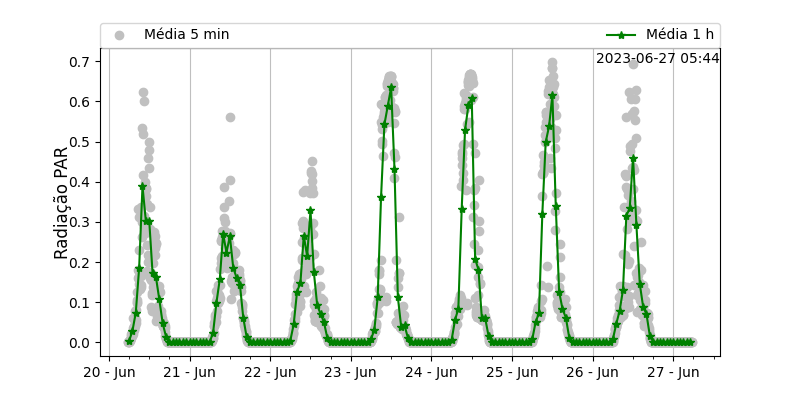 Média 5 min
Média 1 h
2023-06-27 05:44
Radiação PAR
0.7
0.6
0.5
0.4
0.3
0.2
0.1
0.0
20 - Jun
21 - Jun
22 - Jun
23 - Jun
24 - Jun
25 - Jun
26 - Jun
27 - Jun